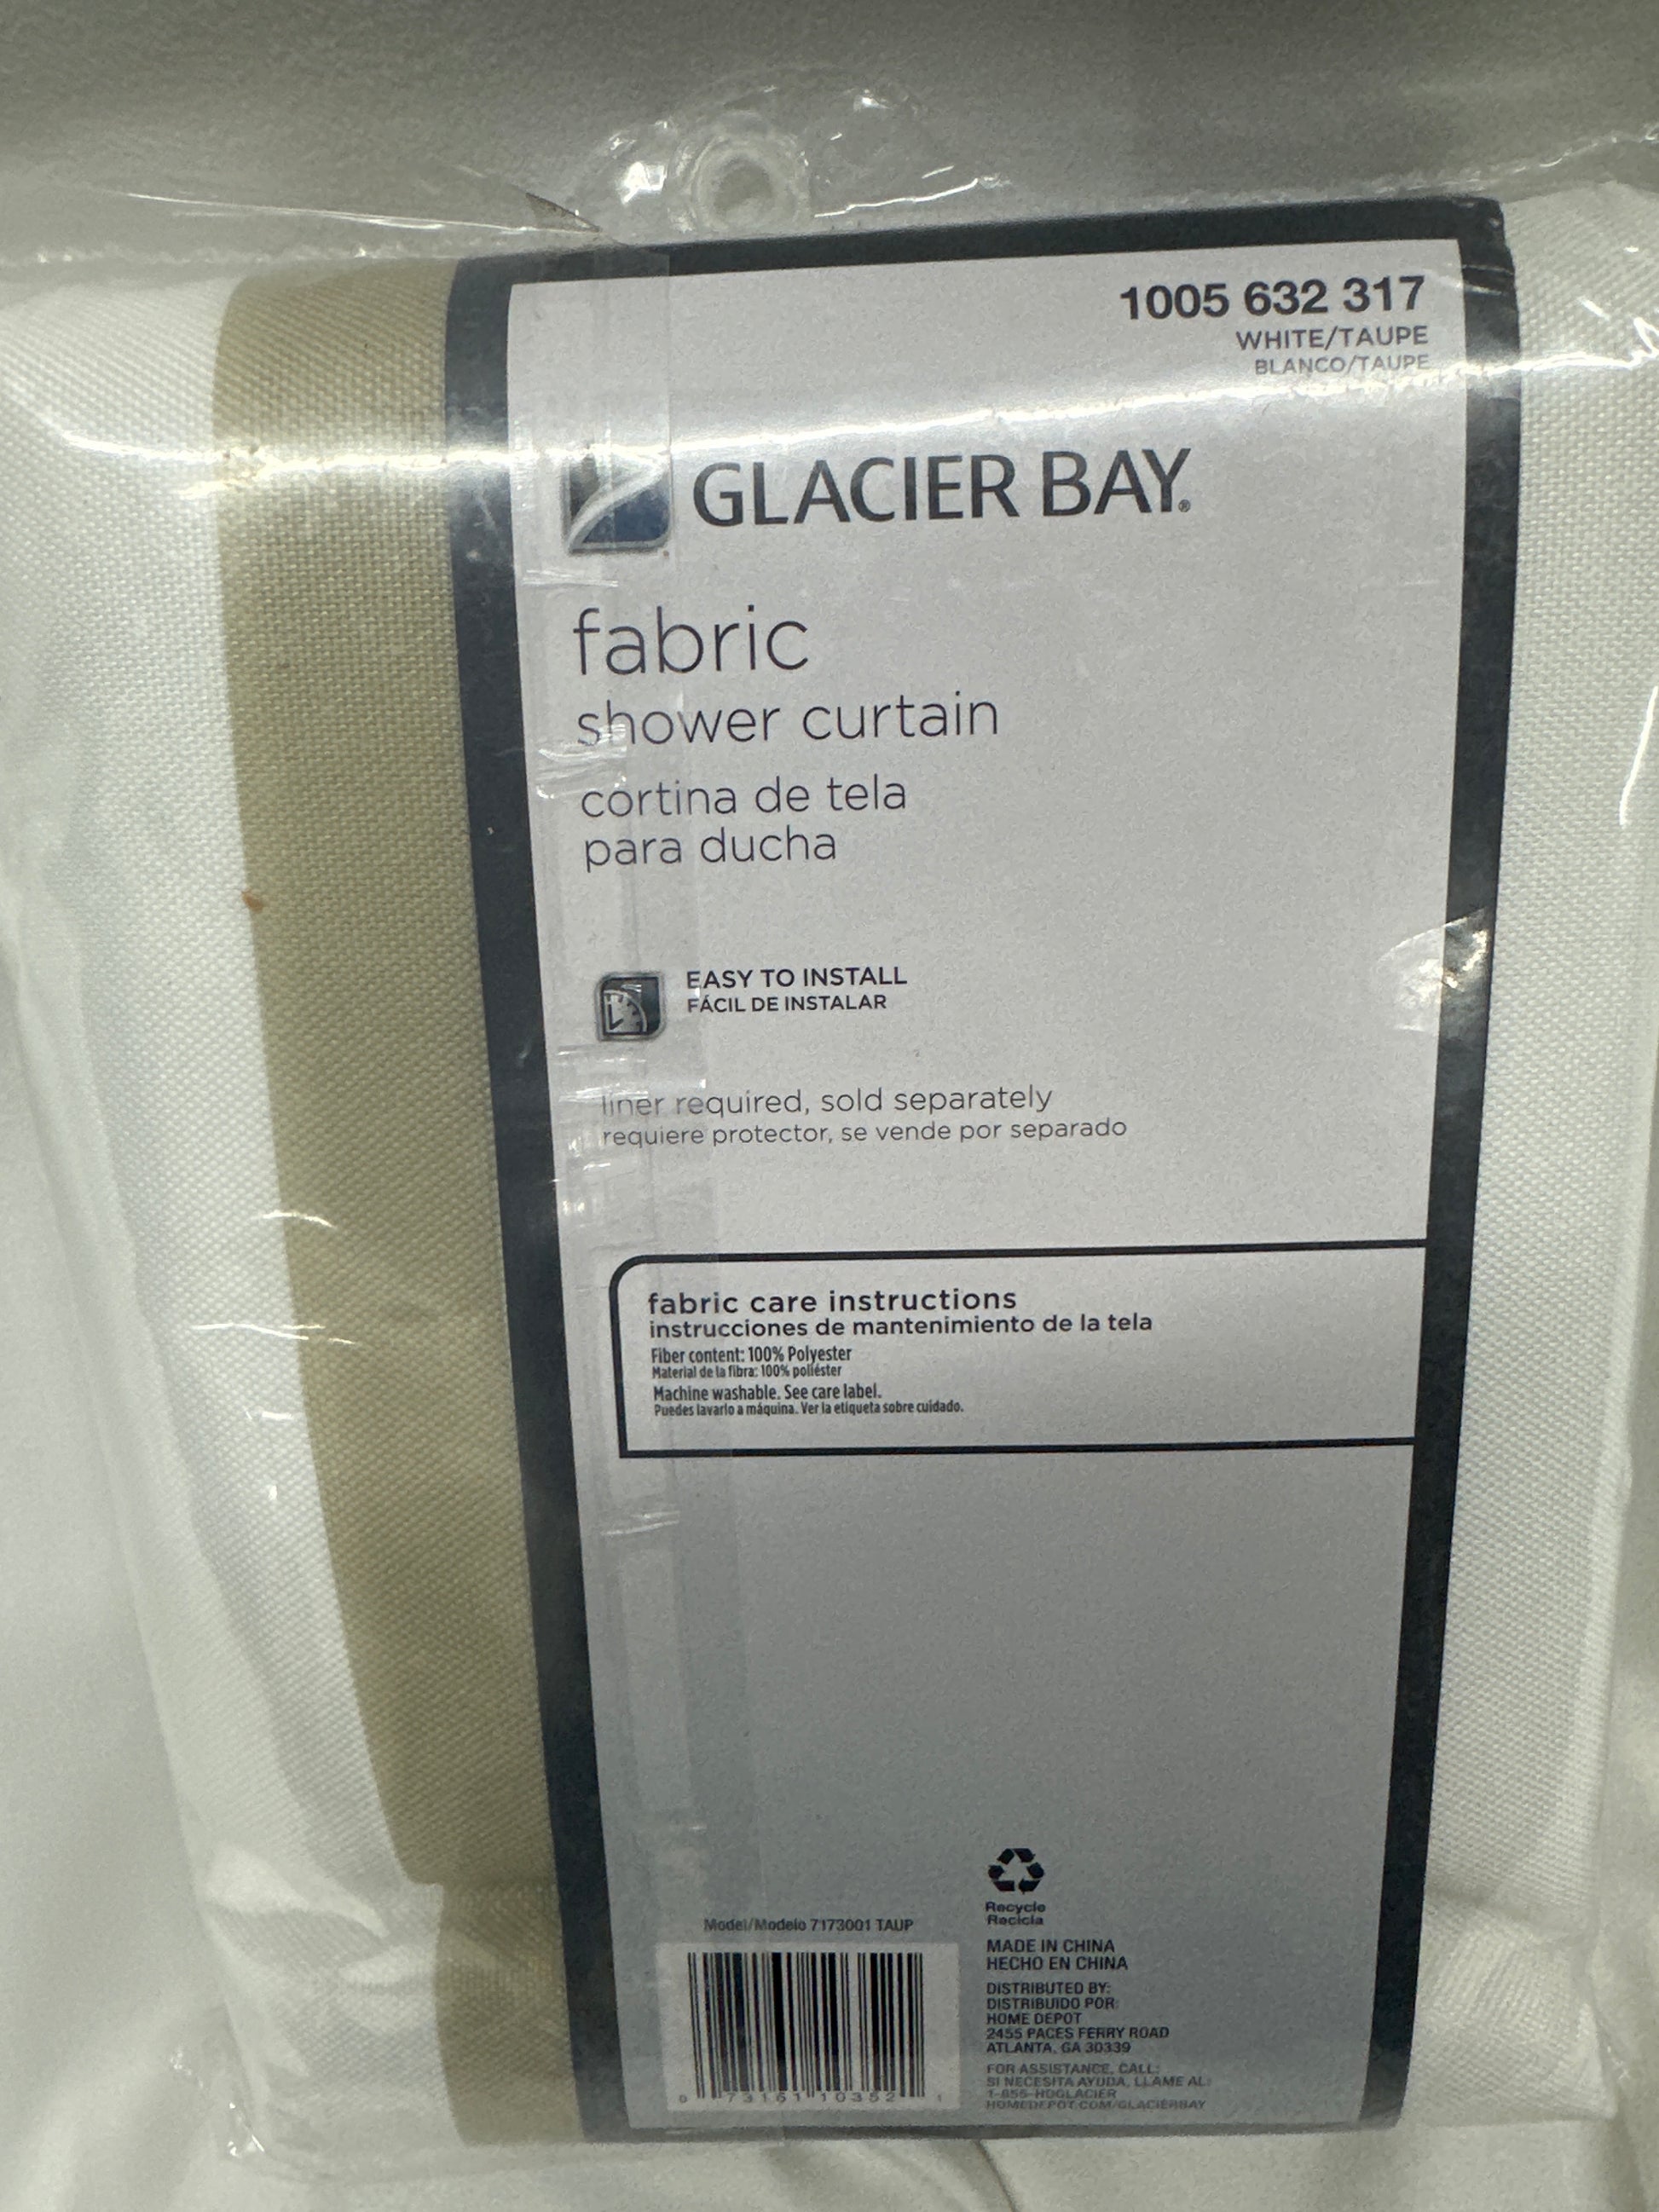 1005 632 317
WHITE/TAUPE
BLANCO/TAUPE
GLACIER BAY®
fabric
shower curtain
cortina de tela
para ducha
EASY TO INSTALL
FÁCIL DE INSTALAR
liner required, sold separately
requiere protector, se vende por separado
fabric care instructions
instrucciones de mantenimiento de la tela
Fiber content: 100% Polyester
Material de la fibra: 100% poliéster
Machine washable. See care label.
Puedes lavarlo a máquina. Ver la etiqueta sobre cuidado.
Recycle
Recicla
Model/Modelo 7173001 TAUP
0 73161 10352 1
MADE IN CHINA
HECHO EN CHINA
DISTRIBUTED BY:
DISTRIBUIDO POR:
HOME DEPOT
2455 PACES FERRY ROAD
ATLANTA, GA 30339
FOR ASSISTANCE, CALL:
SI NECESITA AYUDA, LLAME AL:
1-855-HDGLACIER
HOMEDEPOT.COM/GLACIERBAY